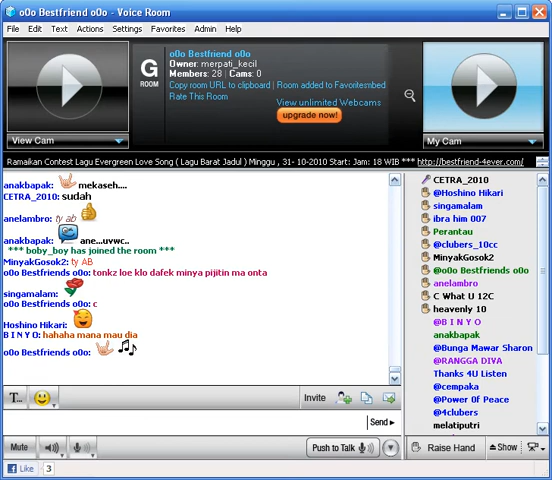 o0o Bestfriend o0o - Voice Room
File Edit Text Actions Settings Favorites Admin Help
G
ROOM
o0o Bestfriend o0o
Owner: merpati_kecil
Members: 28 | Cams: 0
Copy room URL to clipboard | Room added to Favoritesmbed
Rate This Room
View unlimited Webcams
upgrade now!
View Cam
My Cam
Ramaikan Contest Lagu Evergreen Love Song ( Lagu Barat Jadul ) Minggu , 31- 10-2010 Start: Jam: 18 WIB *** http://bestfriend-4ever.com/
anakbapak: mekaseh....
CETRA_2010: sudah
anelambro: ty ab
anakbapak: ane...uvwc..
*** boby_boy has joined the room ***
MinyakGosok2: ty AB
o0o Bestfriends o0o: tonkz loe klo dafek minya pijitin ma onta
singamalam:
o0o Bestfriends o0o: c
Hoshino Hikari:
B I N Y O: hahaha mana mau dia
o0o Bestfriends o0o:
CETRA_2010
@Hoshino Hikari
singamalam
ibra him 007
Perantau
@clubers_10cc
MinyakGosok2
@o0o Bestfriends o0o
anelambro
C What U 12C
heavenly 10
@B I N Y O
anakbapak
@Bunga Mawar Sharon
@RANGGA DIVA
Thanks 4U Listen
@cempaka
@Power 0f Peace
@4clubers
melatiputri
T...
Invite
Send
Mute
Push to Talk
Raise Hand
Show
Like
3